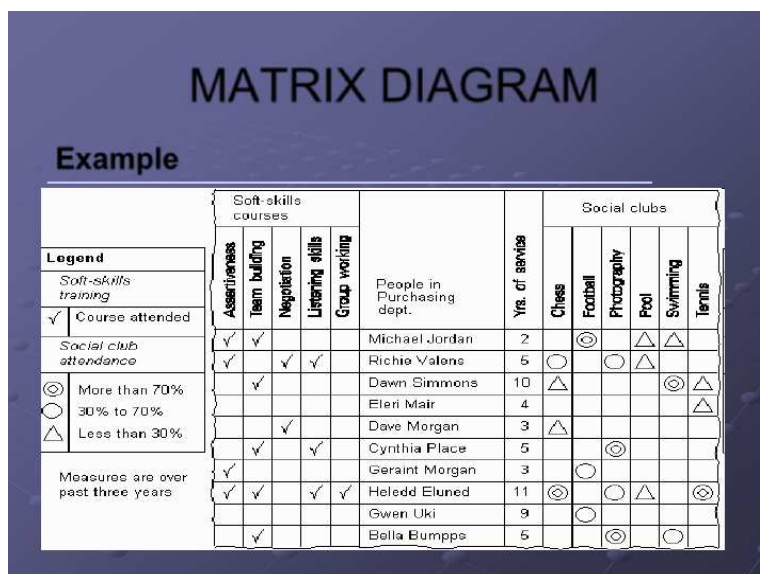 MATRIX DIAGRAM
Example
Soft-skills
courses
Social clubs
Legend
Soft-skills
training
✓ Course attended
Social club
attendance
◎ More than 70%
○ 30% to 70%
△ Less than 30%
Measures are over
past three years
Assertiveness
Team building
Negotiation
Listening skills
Group working
People in
Purchasing
dept.
Yrs. of service
Chess
Football
Photography
Pool
Swimming
Tennis
✓ ✓ Michael Jordan 2 ◎ △ △
✓ ✓ ✓ Richie Valens 5 ○ ○ △
✓ Dawn Simmons 10 △ ◎ △
Eleri Mair 4 △
✓ Dave Morgan 3 △
✓ ✓ Cynthia Place 5 ◎
✓ Geraint Morgan 3 ○
✓ ✓ ✓ ✓ Heledd Eluned 11 ◎ ○ △ ◎
Gwen Uki 9 ○
✓ Bella Bumpps 5 ◎ ○